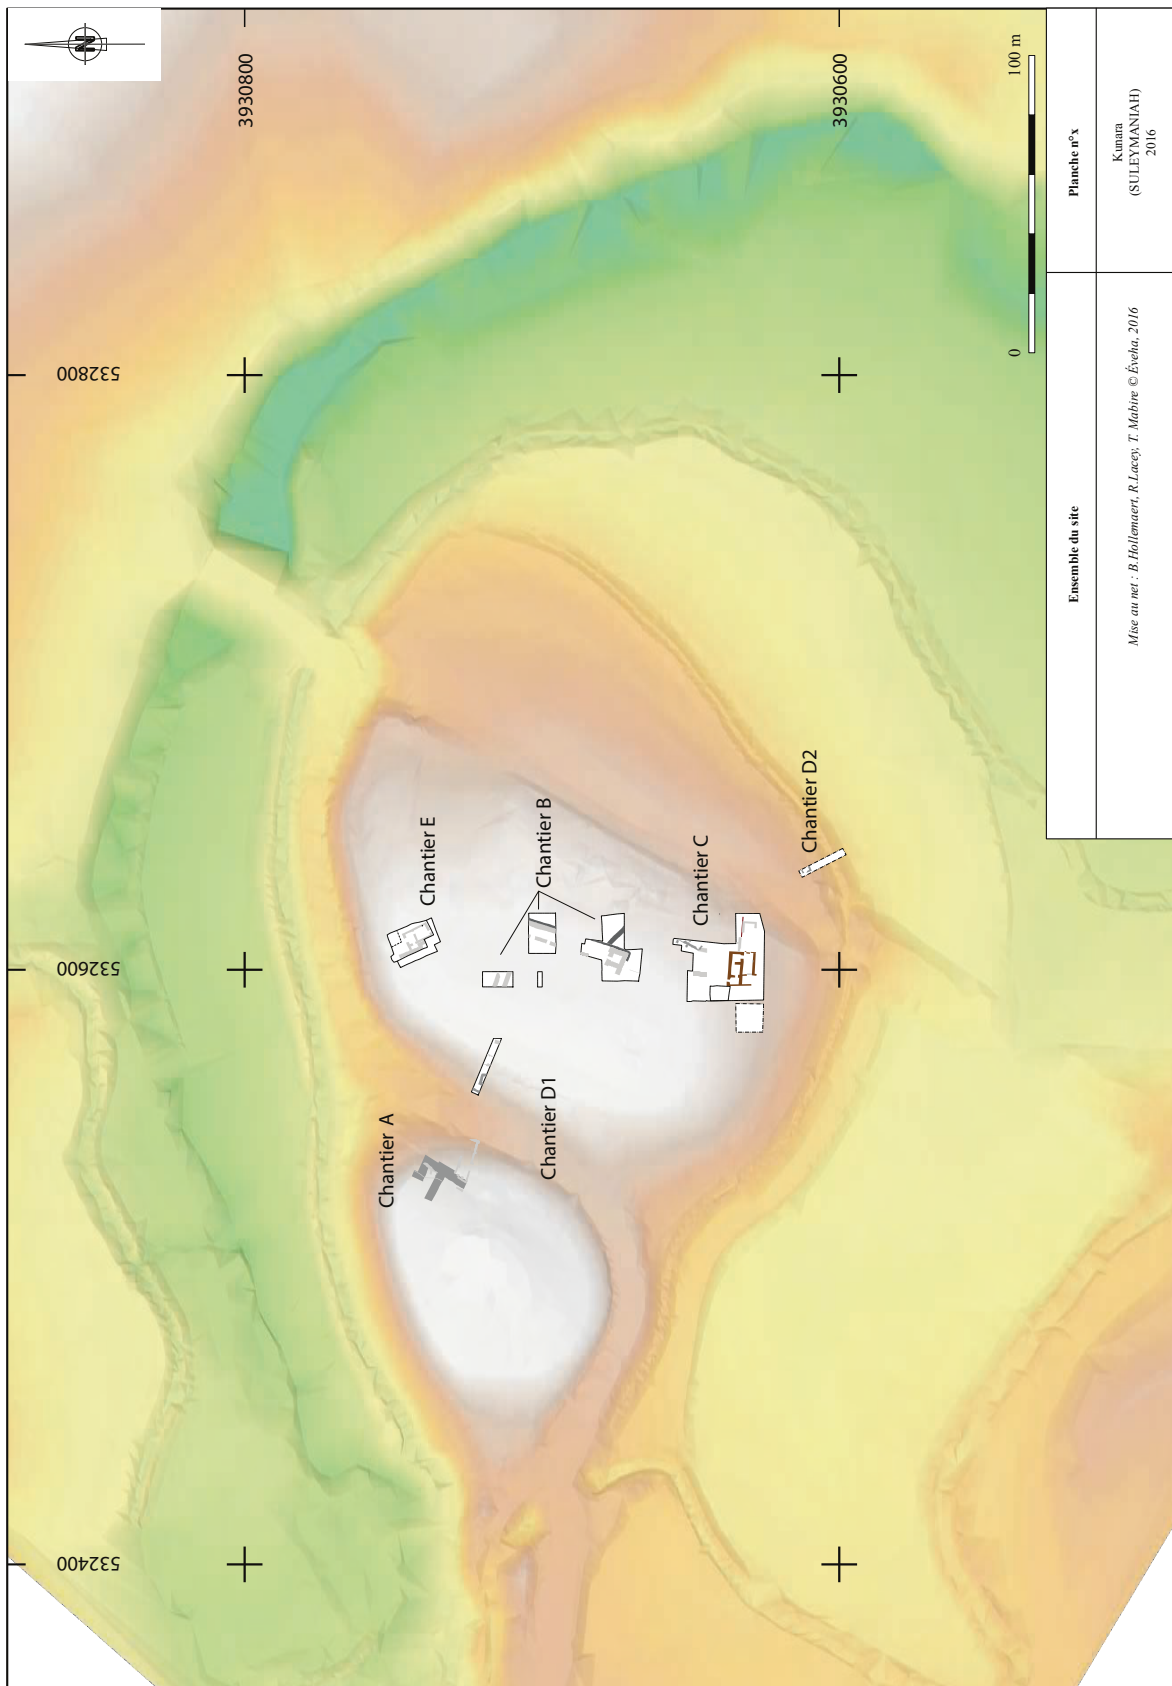 N
3930800
3930600
532800
532600
532400
Chantier E
Chantier B
Chantier C
Chantier D2
Chantier A
Chantier D1
0
100 m
Ensemble du site
Planche n° x
Mise au net : B.Hollemaert, R.Lacey, T. Mabire © Éveha, 2016
Kunara
(SULEYMANIAH)
2016